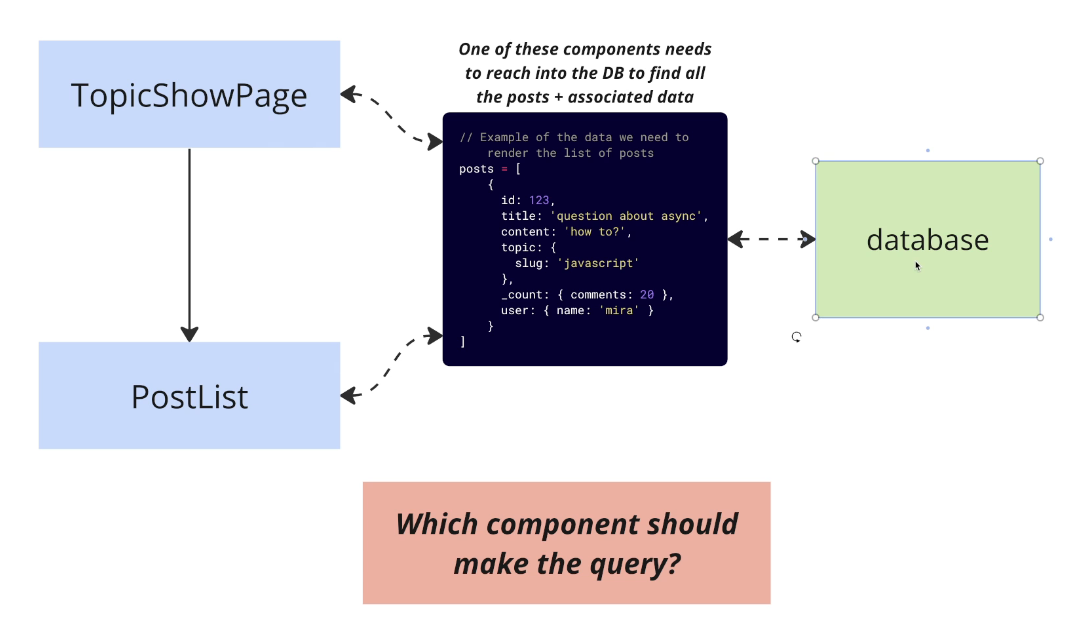 TopicShowPage
One of these components needs
to reach into the DB to find all
the posts + associated data
// Example of the data we need to
render the list of posts
posts = [
{
id: 123,
title: 'question about async',
content: 'how to?',
topic: {
slug: 'javascript'
},
_count: { comments: 20 },
user: { name: 'mira' }
}
]
database
PostList
Which component should
make the query?